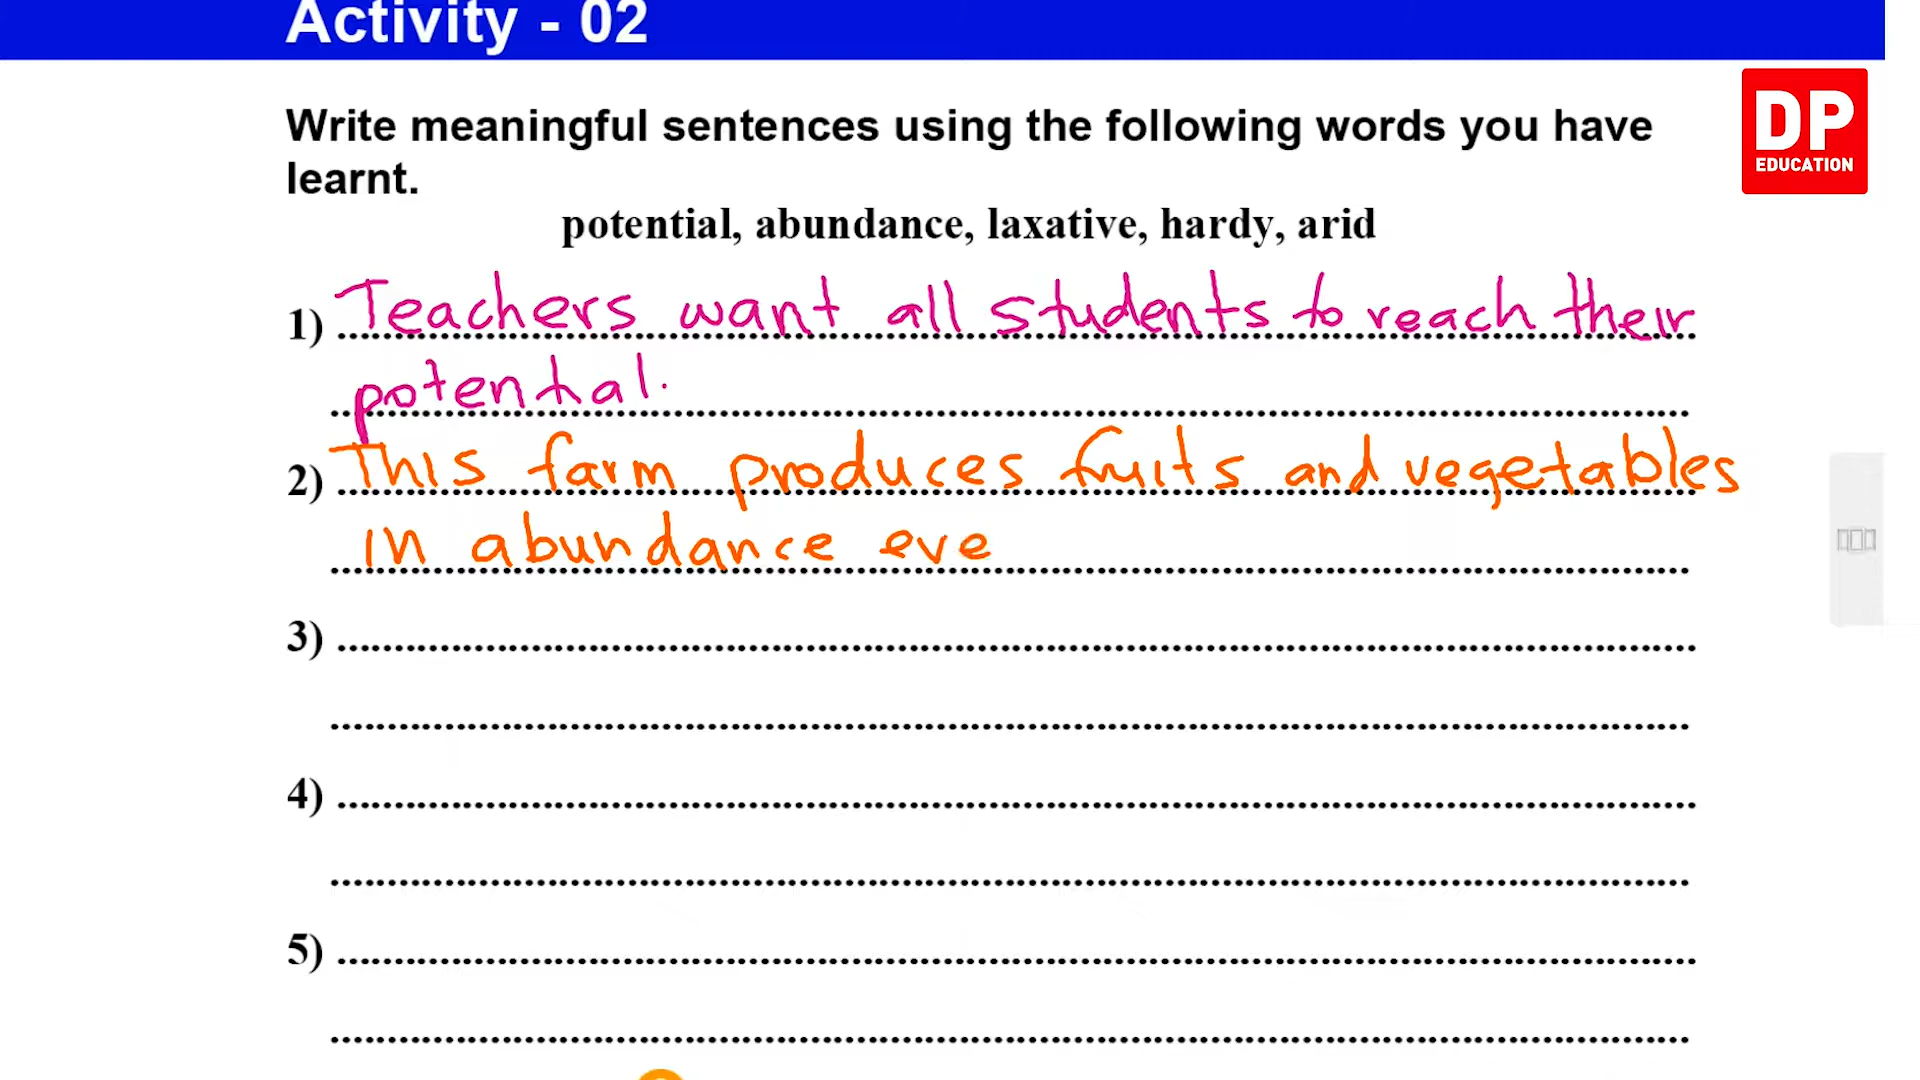 Activity - 02
DP
EDUCATION
Write meaningful sentences using the following words you have
learnt.
potential, abundance, laxative, hardy, arid
1) Teachers want all students to reach their
potential.
2) This farm produces fruits and vegetables
in abundance eve
3)
4)
5)